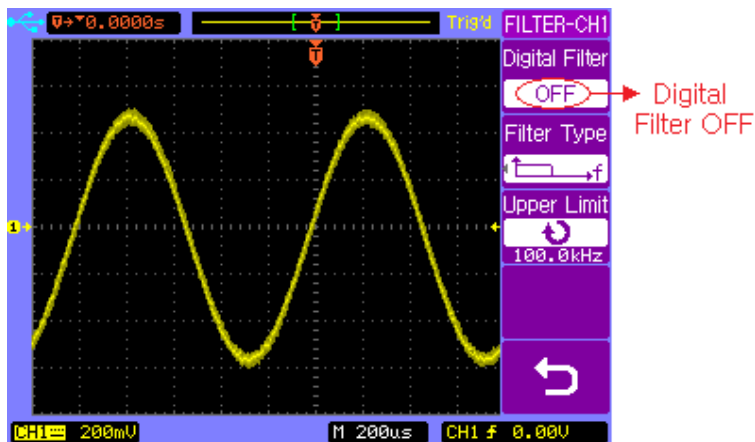 T→▼0.0000s
T
Trig'd
FILTER-CH1
T
Digital Filter
OFF
Digital
Filter OFF
Filter Type
f
Upper Limit
100.0kHz
1
CH1 200mV
M 200us
CH1 0.00V